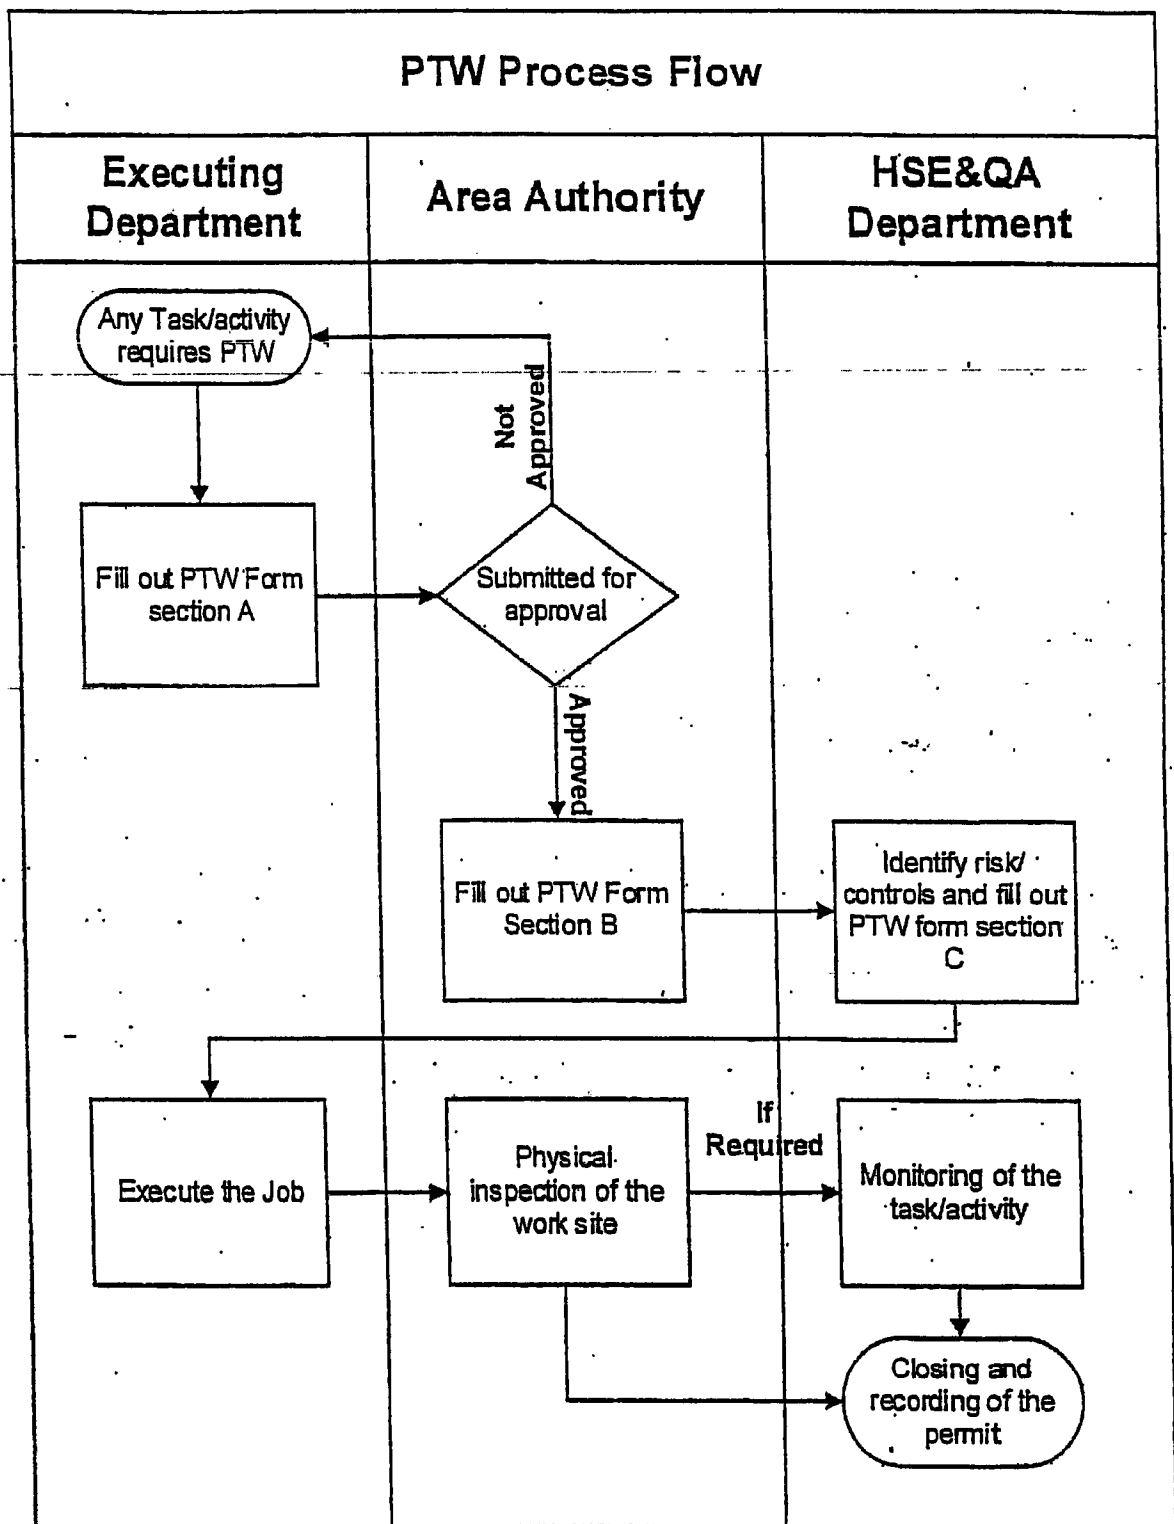 PTW Process Flow
Executing
Department
Area Authority
HSE&QA
Department
Any Task/activity
requires PTW
Not
Approved
Fill out PTW Form
section A
Submitted for
approval
Approved
Fill out PTW Form
Section B
Identify risk/
controls and fill out
PTW form section
C
Execute the Job
Physical
inspection of the
work site
If
Required
Monitoring of the
task/activity
Closing and
recording of the
permit